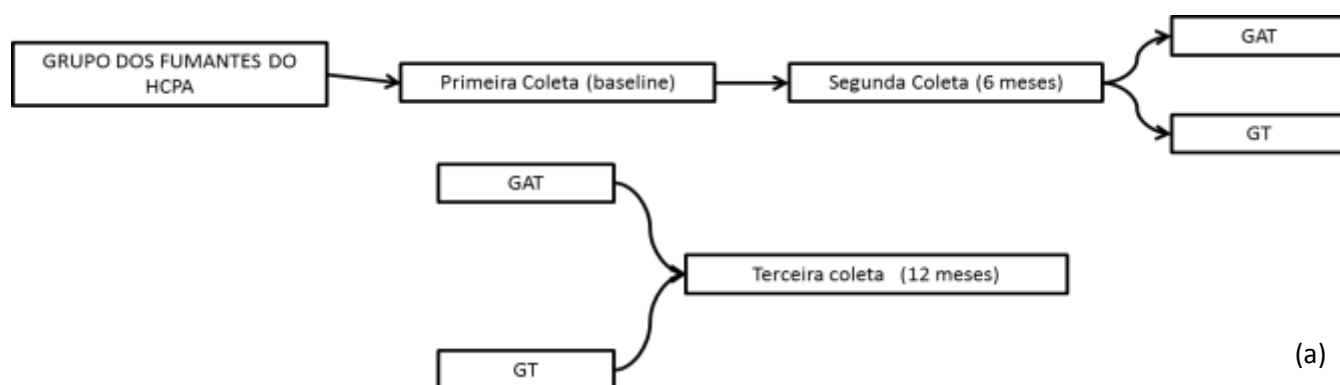 GRUPO DOS FUMANTES DO
HCPA
Primeira Coleta (baseline)
Segunda Coleta (6 meses)
GAT
GT
GAT
Terceira coleta (12 meses)
GT
(a)